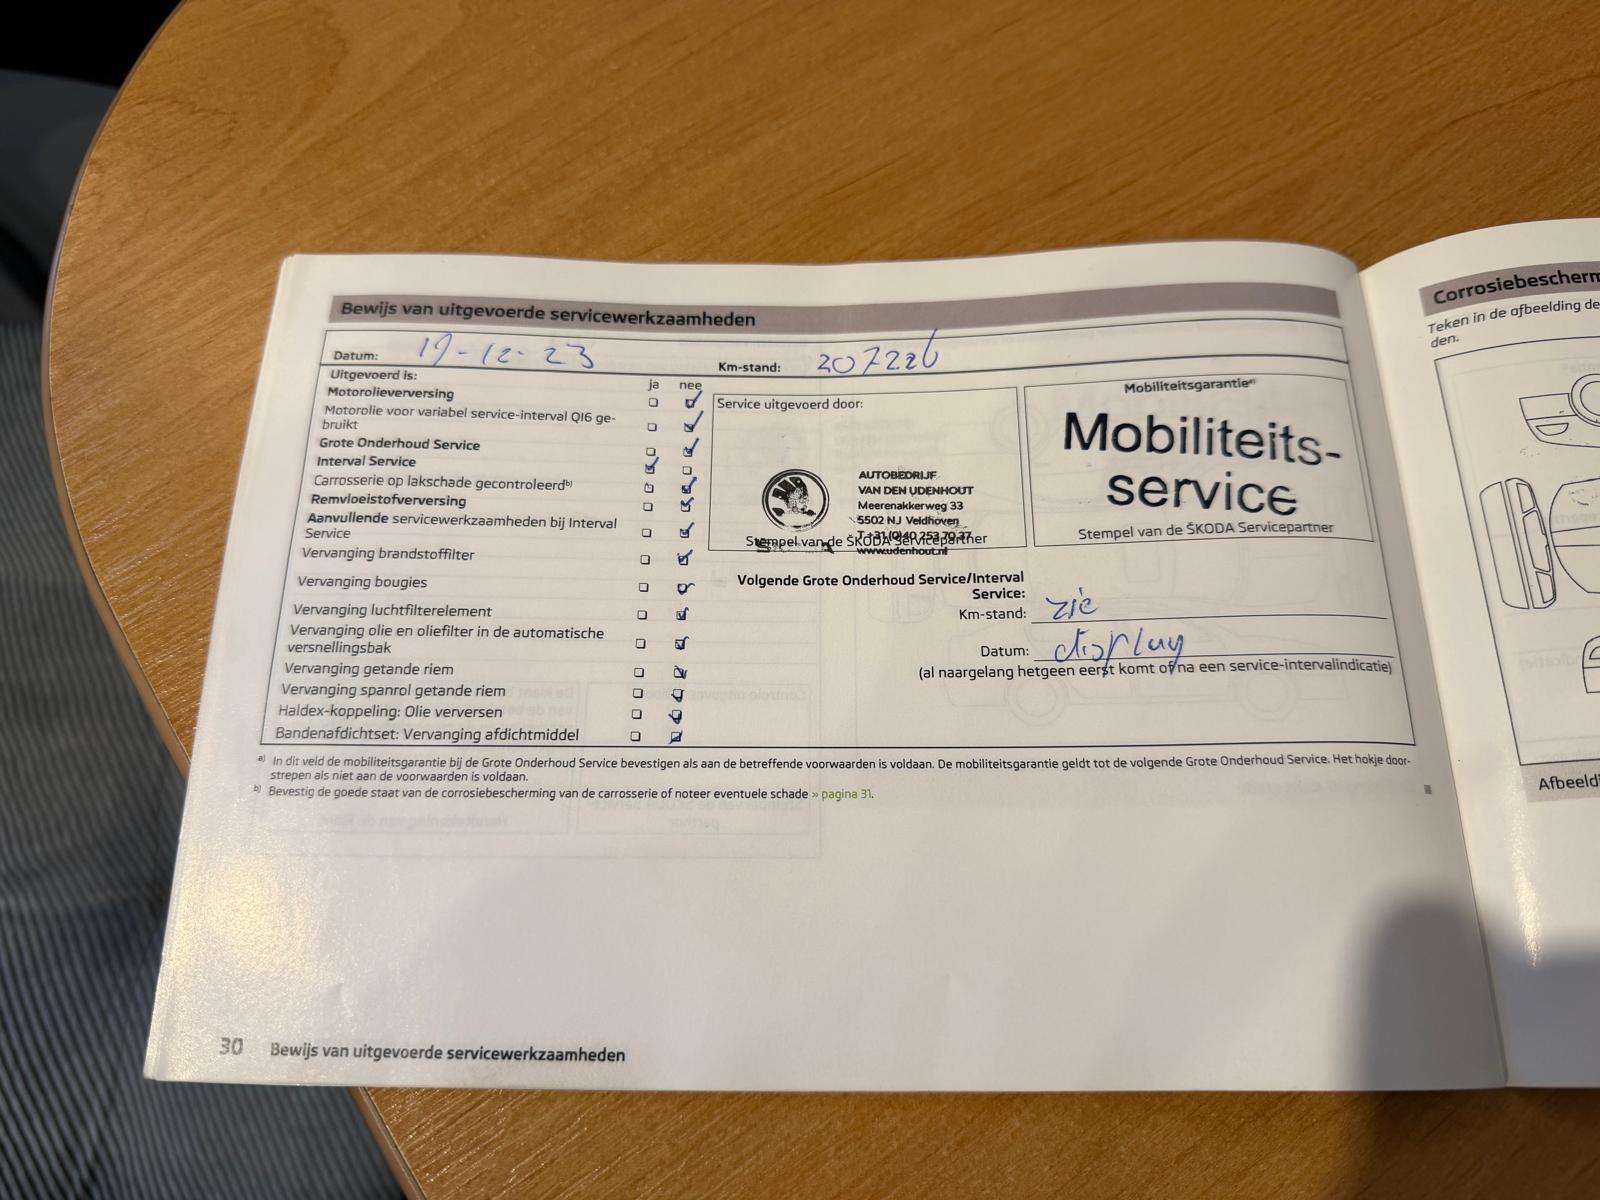 Bewijs van uitgevoerde servicewerkzaamheden
Datum: 19-12-23
Km-stand: 207226
Uitgevoerd is:
ja nee
Motorolieverversing
Motorolie voor variabel service-interval QI6 ge-
bruikt
Grote Onderhoud Service
Interval Service
Carrosserie op lakschade gecontroleerd b)
Remvloeistofverversing
Aanvullende servicewerkzaamheden bij Interval
Service
Vervanging brandstoffilter
Vervanging bougies
Vervanging luchtfilterelement
Vervanging olie en oliefilter in de automatische
versnellingsbak
Vervanging getande riem
Vervanging spanrol getande riem
Haldex-koppeling: Olie verversen
Bandenafdichtset: Vervanging afdichtmiddel
Service uitgevoerd door:
AUTOBEDRIJF
VAN DEN UDENHOUT
Meerenakkerweg 33
5502 NJ Veldhoven
T +31 (0)40 253 70 37
www.udenhout.nl
Stempel van de ŠKODA Servicepartner
Mobiliteitsgarantie a)
Mobiliteits-
service
Stempel van de ŠKODA Servicepartner
Volgende Grote Onderhoud Service/Interval
Service:
Km-stand: zie
Datum: display
(al naargelang hetgeen eerst komt of na een service-intervalindicatie)
a) In dit veld de mobiliteitsgarantie bij de Grote Onderhoud Service bevestigen als aan de betreffende voorwaarden is voldaan. De mobiliteitsgarantie geldt tot de volgende Grote Onderhoud Service. Het hokje door-
strepen als niet aan de voorwaarden is voldaan.
b) Bevestig de goede staat van de corrosiebescherming van de carrosserie of noteer eventuele schade » pagina 31.
30 Bewijs van uitgevoerde servicewerkzaamheden
Corrosiebescherm
Teken in de afbeelding de
den.
Afbeeldi